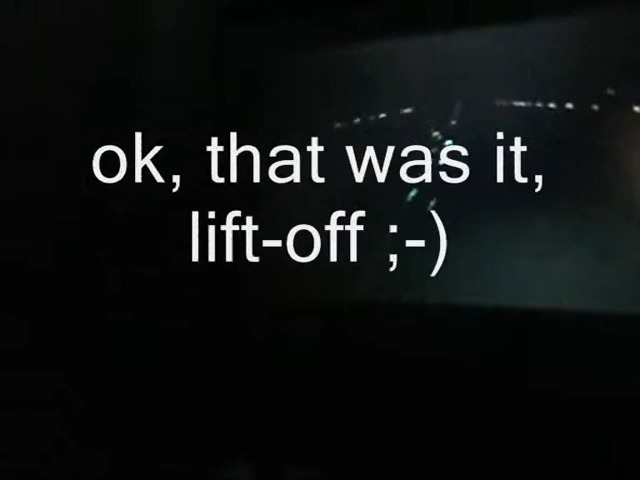 ok, that was it,
lift-off ;-)